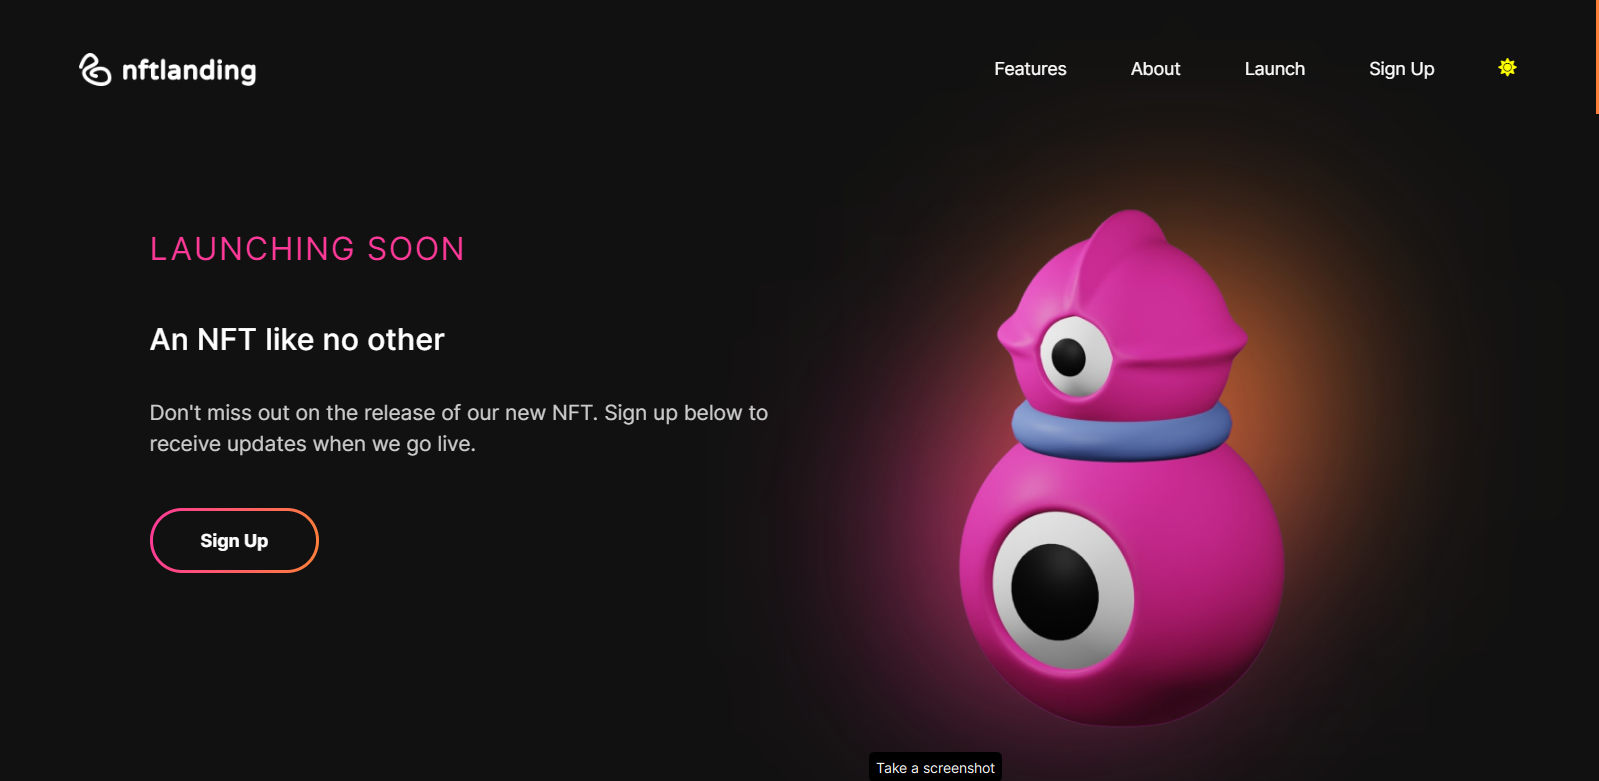 nftlanding
Features
About
Launch
Sign Up
LAUNCHING SOON
An NFT like no other
Don't miss out on the release of our new NFT. Sign up below to
receive updates when we go live.
Sign Up
Take a screenshot